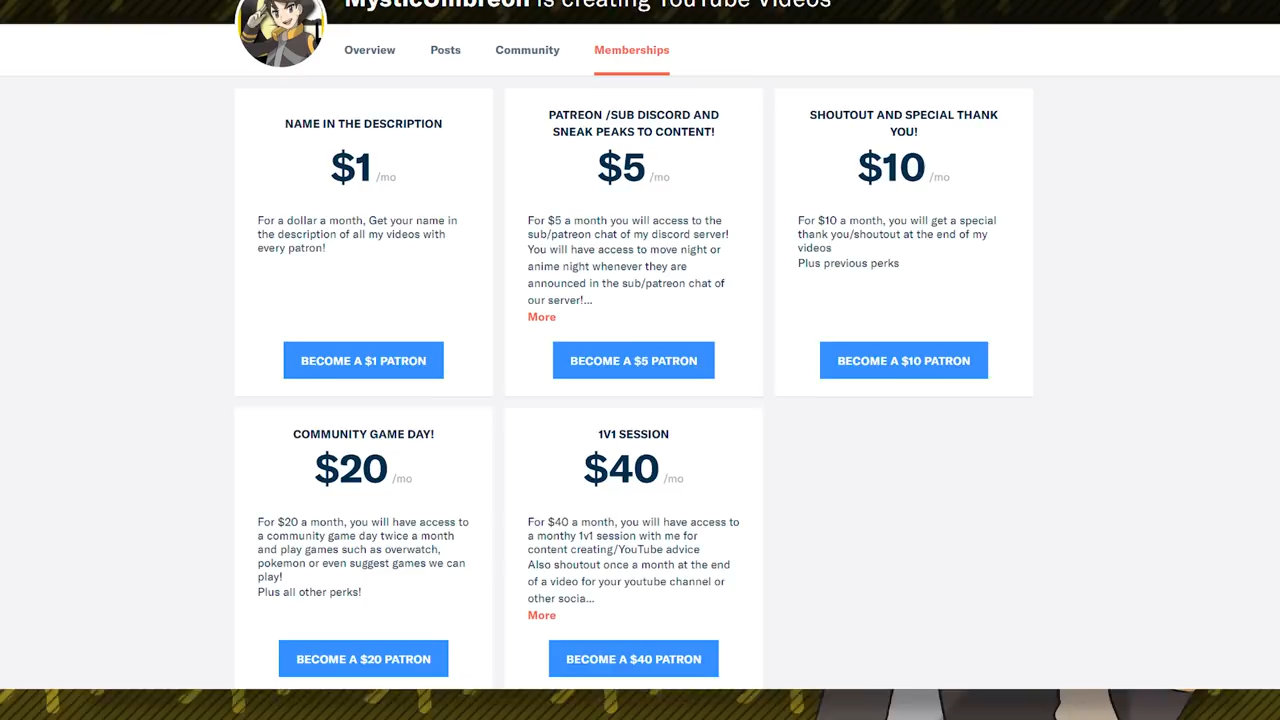 MysticUmbreon is creating YouTube Videos
Overview
Posts
Community
Memberships
NAME IN THE DESCRIPTION
$1 /mo
For a dollar a month, Get your name in
the description of all my videos with
every patron!
BECOME A $1 PATRON
PATREON /SUB DISCORD AND
SNEAK PEAKS TO CONTENT!
$5 /mo
For $5 a month you will access to the
sub/patreon chat of my discord server!
You will have access to move night or
anime night whenever they are
announced in the sub/patreon chat of
our server!...
More
BECOME A $5 PATRON
SHOUTOUT AND SPECIAL THANK
YOU!
$10 /mo
For $10 a month, you will get a special
thank you/shoutout at the end of my
videos
Plus previous perks
BECOME A $10 PATRON
COMMUNITY GAME DAY!
$20 /mo
For $20 a month, you will have access to
a community game day twice a month
and play games such as overwatch,
pokemon or even suggest games we can
play!
Plus all other perks!
BECOME A $20 PATRON
1V1 SESSION
$40 /mo
For $40 a month, you will have access to
a monthy 1v1 session with me for
content creating/YouTube advice
Also shoutout once a month at the end
of a video for your youtube channel or
other socia...
More
BECOME A $40 PATRON